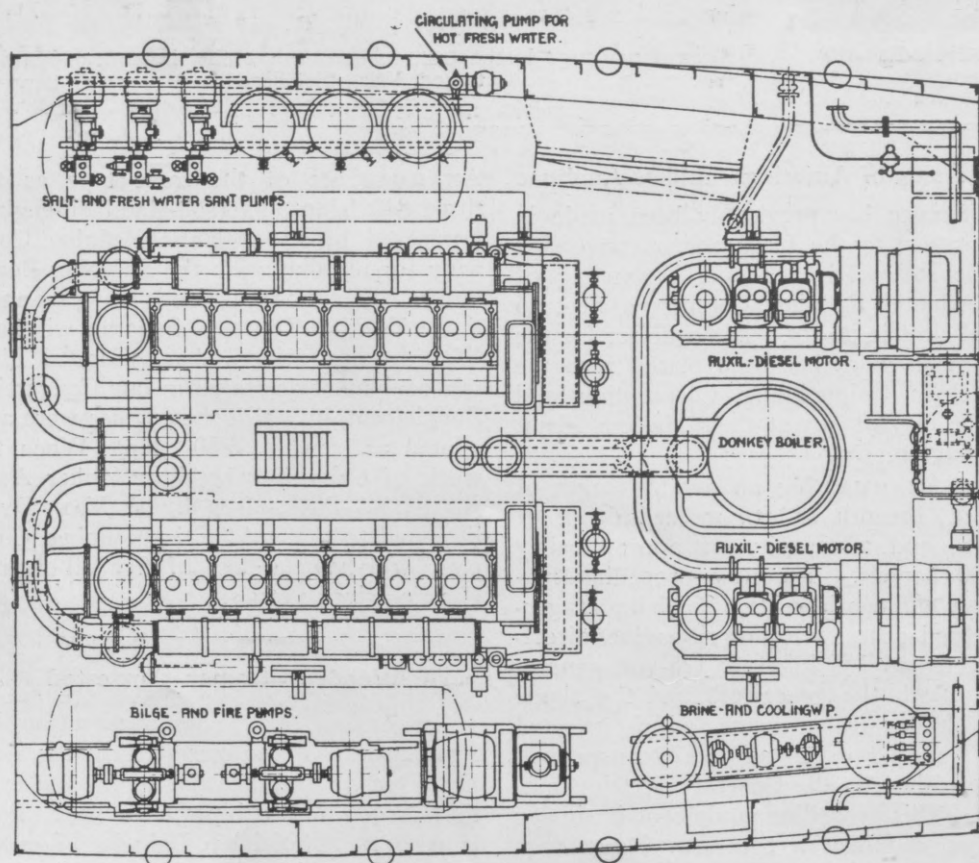 CIRCULATING PUMP FOR
HOT FRESH WATER.
SALT- AND FRESH WATER SANI PUMPS.
AUXIL.-DIESEL MOTOR.
DONKEY BOILER.
AUXIL.- DIESEL MOTOR.
BILGE - AND FIRE PUMPS.
BRINE - AND COOLINGW P.